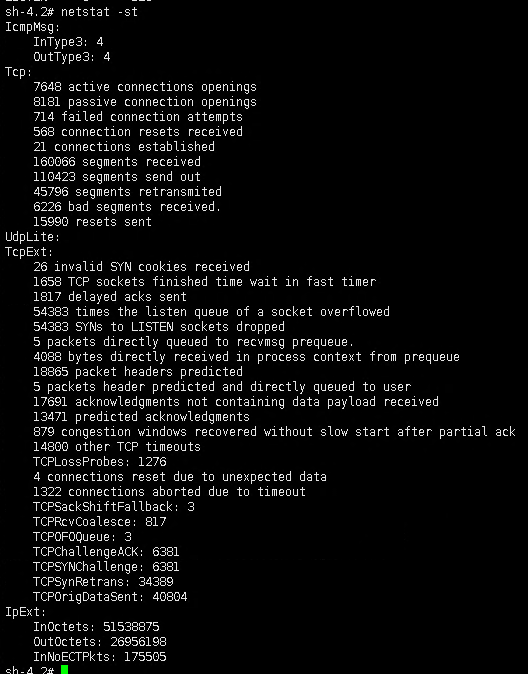 sh-4.2# netstat -st
IcmpMsg:
    InType3: 4
    OutType3: 4
Tcp:
    7648 active connections openings
    8181 passive connection openings
    714 failed connection attempts
    568 connection resets received
    21 connections established
    160066 segments received
    110423 segments send out
    45796 segments retransmited
    6226 bad segments received.
    15990 resets sent
UdpLite:
TcpExt:
    26 invalid SYN cookies received
    1658 TCP sockets finished time wait in fast timer
    1817 delayed acks sent
    54383 times the listen queue of a socket overflowed
    54383 SYNs to LISTEN sockets dropped
    5 packets directly queued to recvmsg prequeue.
    4088 bytes directly received in process context from prequeue
    18865 packet headers predicted
    5 packets header predicted and directly queued to user
    17691 acknowledgments not containing data payload received
    13471 predicted acknowledgments
    879 congestion windows recovered without slow start after partial ack
    14800 other TCP timeouts
    TCPLossProbes: 1276
    4 connections reset due to unexpected data
    1322 connections aborted due to timeout
    TCPSackShiftFallback: 3
    TCPRcvCoalesce: 817
    TCPOFOQueue: 3
    TCPChallengeACK: 6381
    TCPSYNChallenge: 6381
    TCPSynRetrans: 34389
    TCPOrigDataSent: 40804
IpExt:
    InOctets: 51538875
    OutOctets: 26956198
    InNoECTPkts: 175505
sh-4.2#